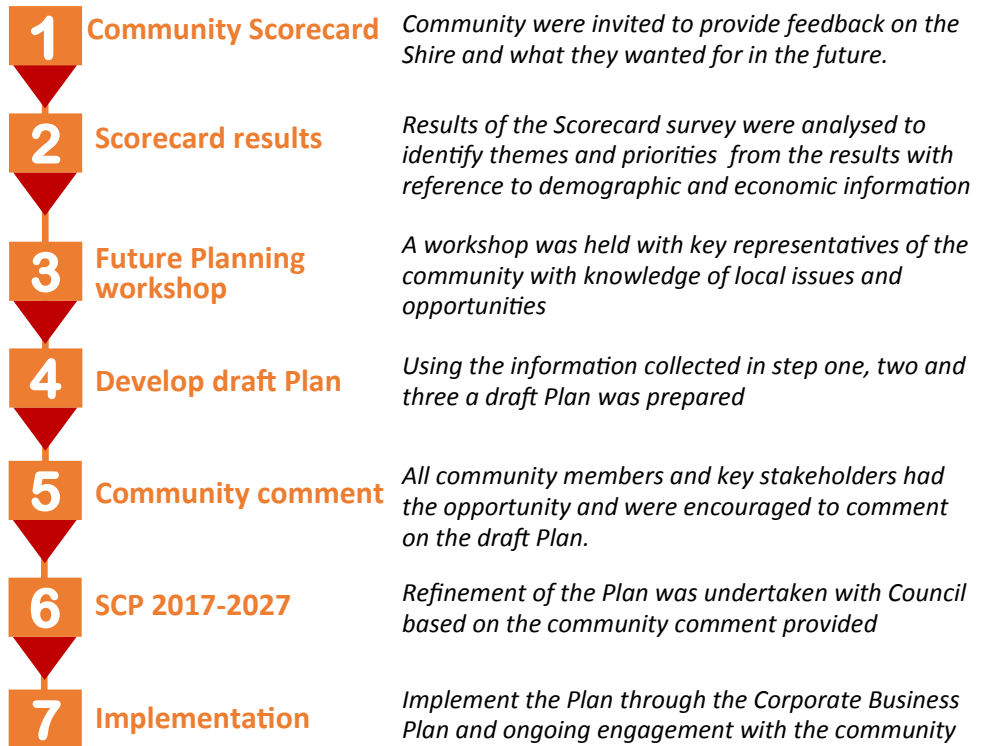 1
Community Scorecard
Community were invited to provide feedback on the
Shire and what they wanted for in the future.
2
Scorecard results
Results of the Scorecard survey were analysed to
identify themes and priorities from the results with
reference to demographic and economic information
3
Future Planning
workshop
A workshop was held with key representatives of the
community with knowledge of local issues and
opportunities
4
Develop draft Plan
Using the information collected in step one, two and
three a draft Plan was prepared
5
Community comment
All community members and key stakeholders had
the opportunity and were encouraged to comment
on the draft Plan.
6
SCP 2017-2027
Refinement of the Plan was undertaken with Council
based on the community comment provided
7
Implementation
Implement the Plan through the Corporate Business
Plan and ongoing engagement with the community